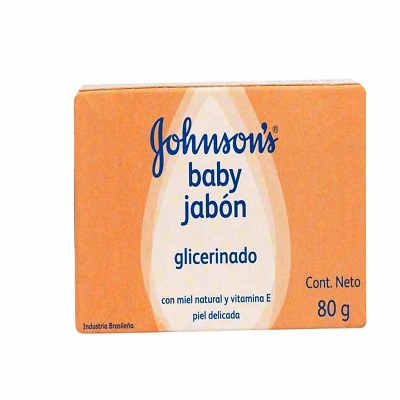 Johnson's®
baby
jabón
glicerinado
con miel natural y vitamina E
piel delicada
Cont. Neto
80 g
Industria Brasileña